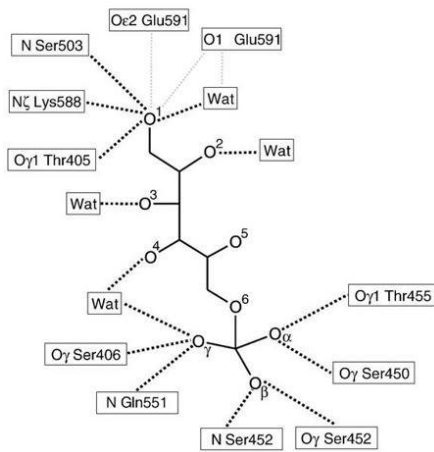 Oε2 Glu591
O1 Glu591
N Ser503
Nζ Lys588
Wat
O1
Oγ1 Thr405
O2
Wat
Wat
O3
O4
O5
Wat
O6
Oγ1 Thr455
Oγ
Oα
Oγ Ser406
Oγ Ser450
N Gln551
Oβ
N Ser452
Oγ Ser452